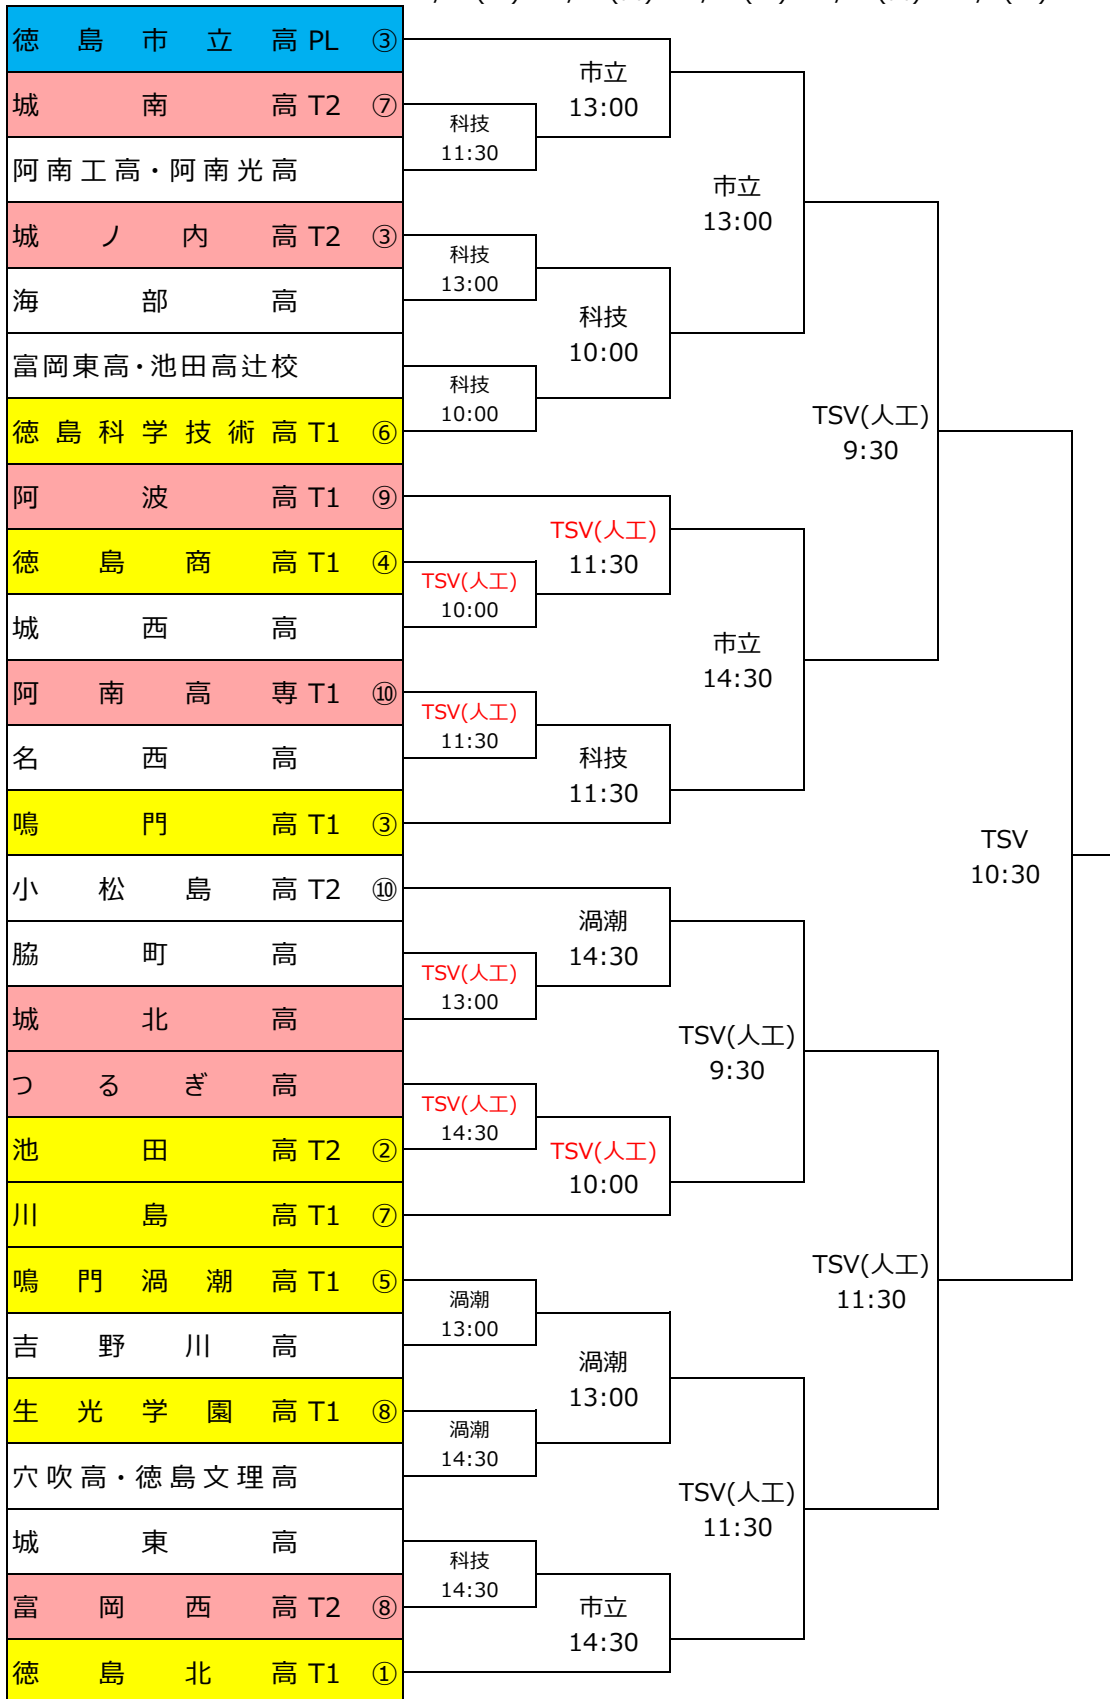 徳島市立高 PL ③
城南高 T2 ⑦
阿南工高・阿南光高
城ノ内高 T2 ③
海部高
富岡東高・池田高辻校
徳島科学技術高 T1 ⑥
阿波高 T1 ⑨
徳島商高 T1 ④
城西高
阿南高専 T1 ⑩
名西高
鳴門高 T1 ③
小松島高 T2 ⑩
脇町高
城北高
つるぎ高
池田高 T2 ②
川島高 T1 ⑦
鳴門渦潮高 T1 ⑤
吉野川高
生光学園高 T1 ⑧
穴吹高・徳島文理高
城東高
富岡西高 T2 ⑧
徳島北高 T1 ①
科技
11:30
科技
13:00
科技
10:00
TSV(人工)
10:00
TSV(人工)
11:30
TSV(人工)
13:00
TSV(人工)
14:30
渦潮
13:00
渦潮
14:30
科技
14:30
市立
13:00
科技
10:00
TSV(人工)
11:30
科技
11:30
渦潮
14:30
TSV(人工)
10:00
渦潮
13:00
市立
14:30
市立
13:00
市立
14:30
TSV(人工)
9:30
TSV(人工)
11:30
TSV(人工)
9:30
TSV(人工)
11:30
TSV
10:30